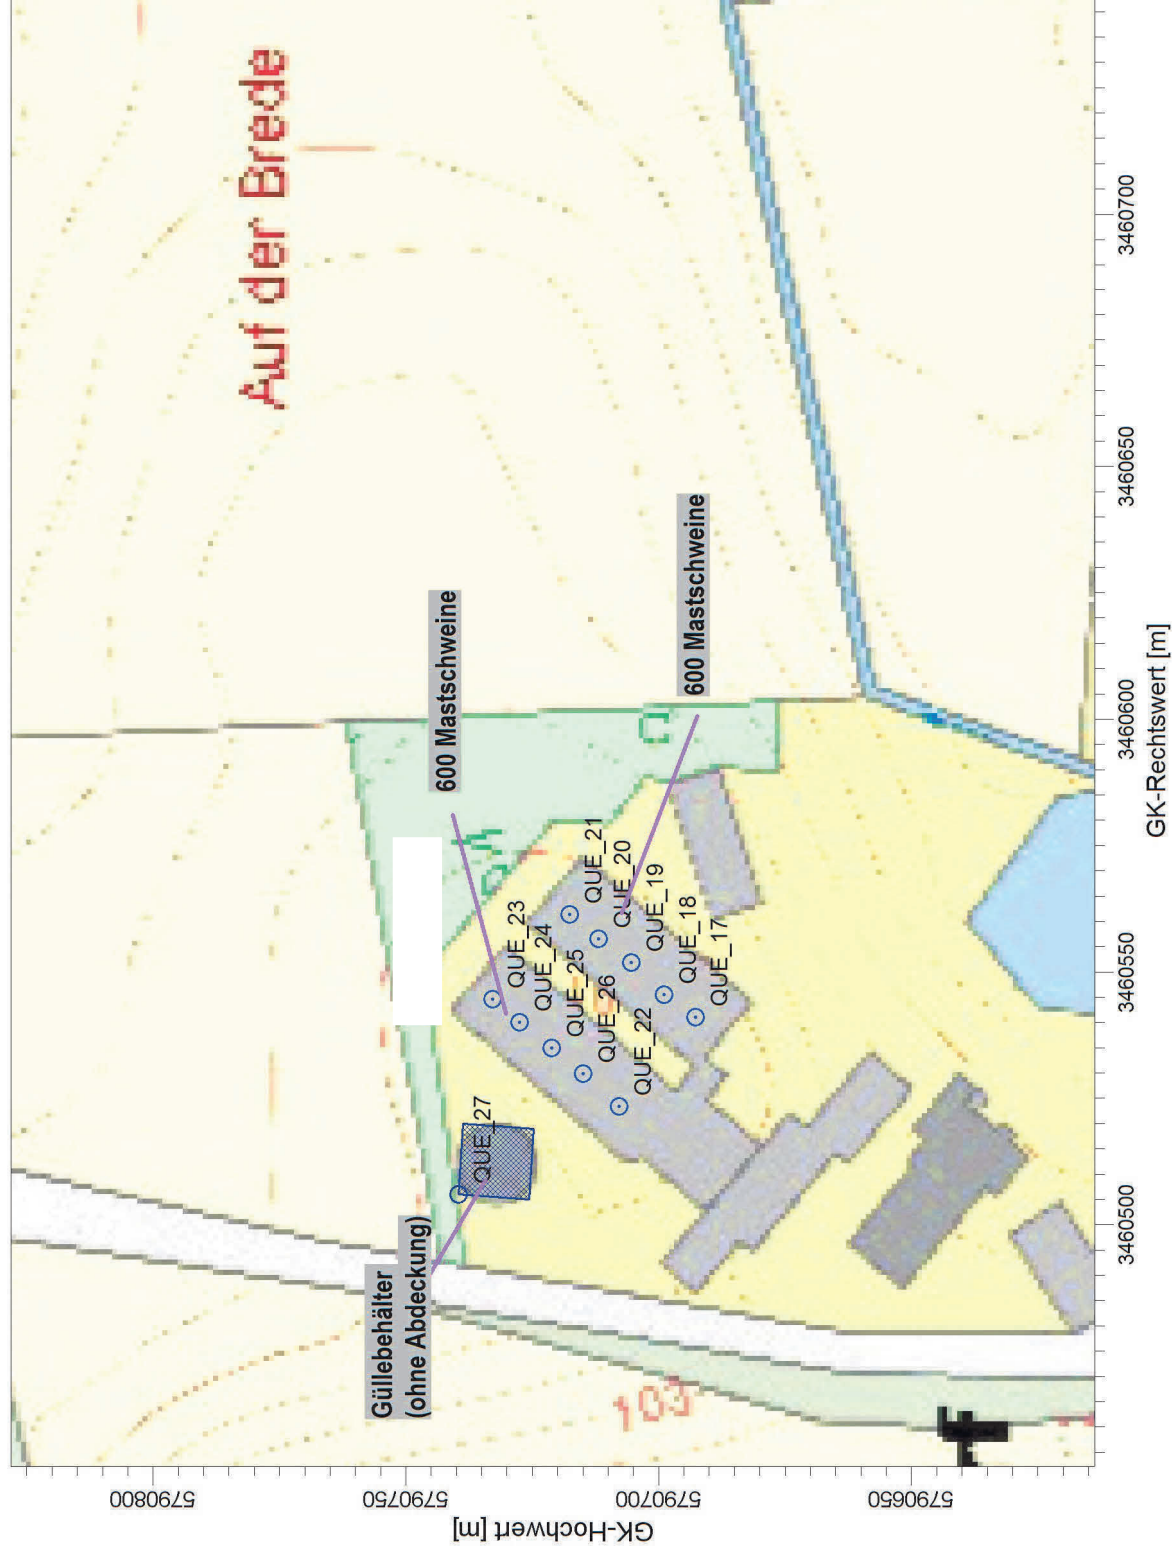 Auf der Brede
600 Mastschweine
600 Mastschweine
Güllebehälter
(ohne Abdeckung)
QUE_27
QUE_23
QUE_24
QUE_25
QUE_26
QUE_22
QUE_21
QUE_20
QUE_19
QUE_18
QUE_17
103
GK-Hochwert [m]
5790800
5790750
5790700
5790650
GK-Rechtswert [m]
3460500
3460550
3460600
3460650
3460700